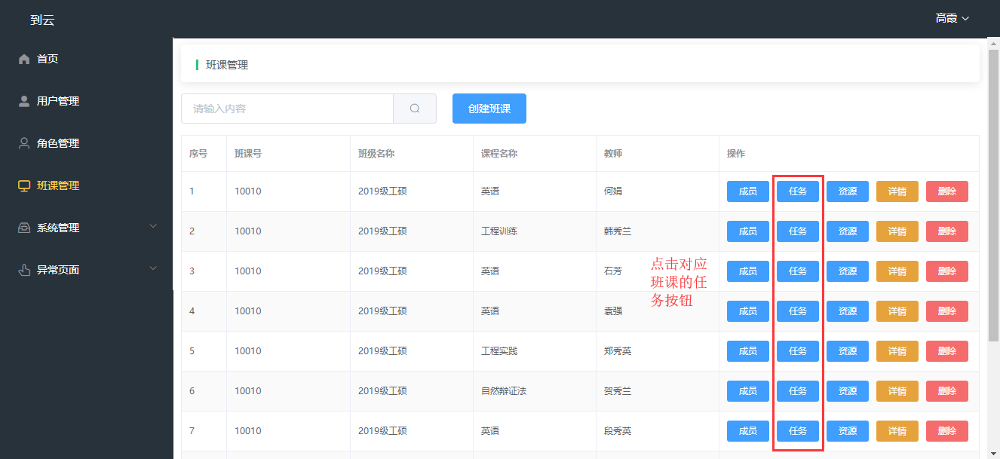 到云
高霞
首页
用户管理
角色管理
班课管理
系统管理
异常页面
班课管理
请输入内容
创建班课
序号 班课号 班级名称 课程名称 教师 操作
1 10010 2019级工硕 英语 何娟 成员 任务 资源 详情 删除
2 10010 2019级工硕 工程训练 韩秀兰 成员 任务 资源 详情 删除
3 10010 2019级工硕 英语 石芳 成员 任务 资源 详情 删除
4 10010 2019级工硕 英语 袁强 成员 任务 资源 详情 删除
5 10010 2019级工硕 工程实践 郑秀英 成员 任务 资源 详情 删除
6 10010 2019级工硕 自然辩证法 贺秀兰 成员 任务 资源 详情 删除
7 10010 2019级工硕 英语 段秀英 成员 任务 资源 详情 删除
点击对应
班课的任
务按钮